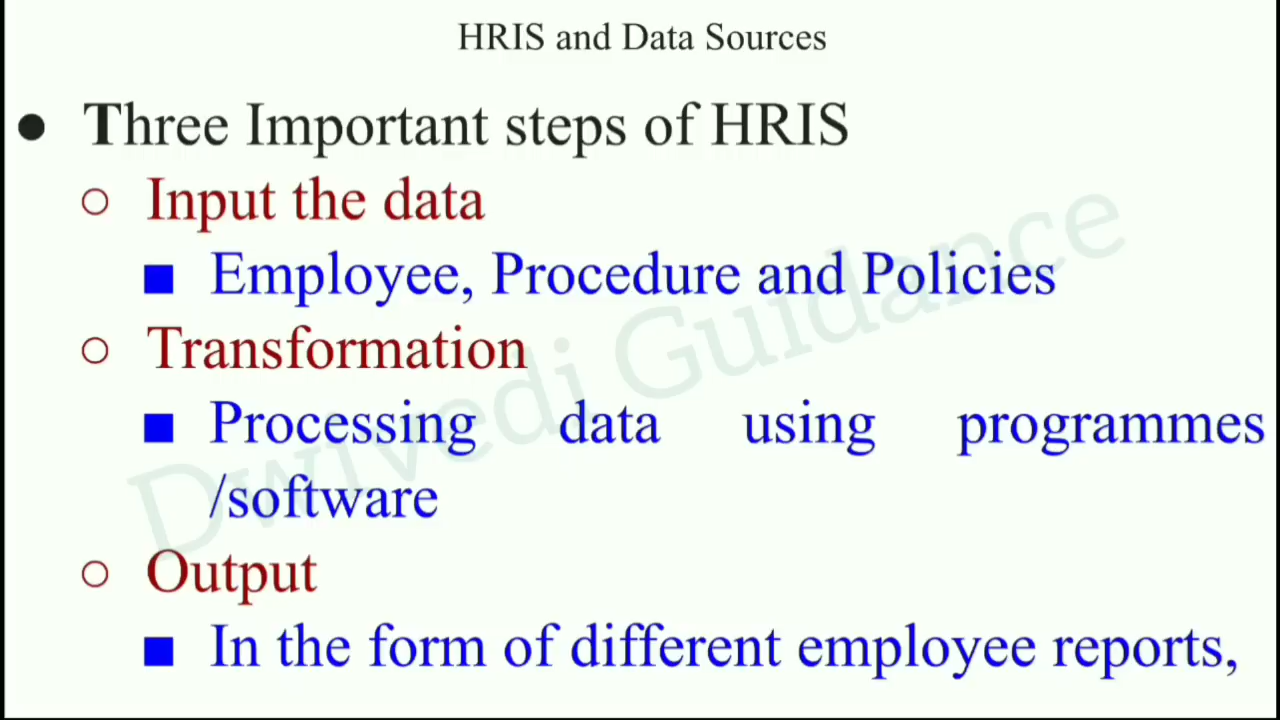 HRIS and Data Sources
● Three Important steps of HRIS
○ Input the data
■ Employee, Procedure and Policies
○ Transformation
■ Processing data using programmes
/software
○ Output
■ In the form of different employee reports,
Dwivedi Guidance